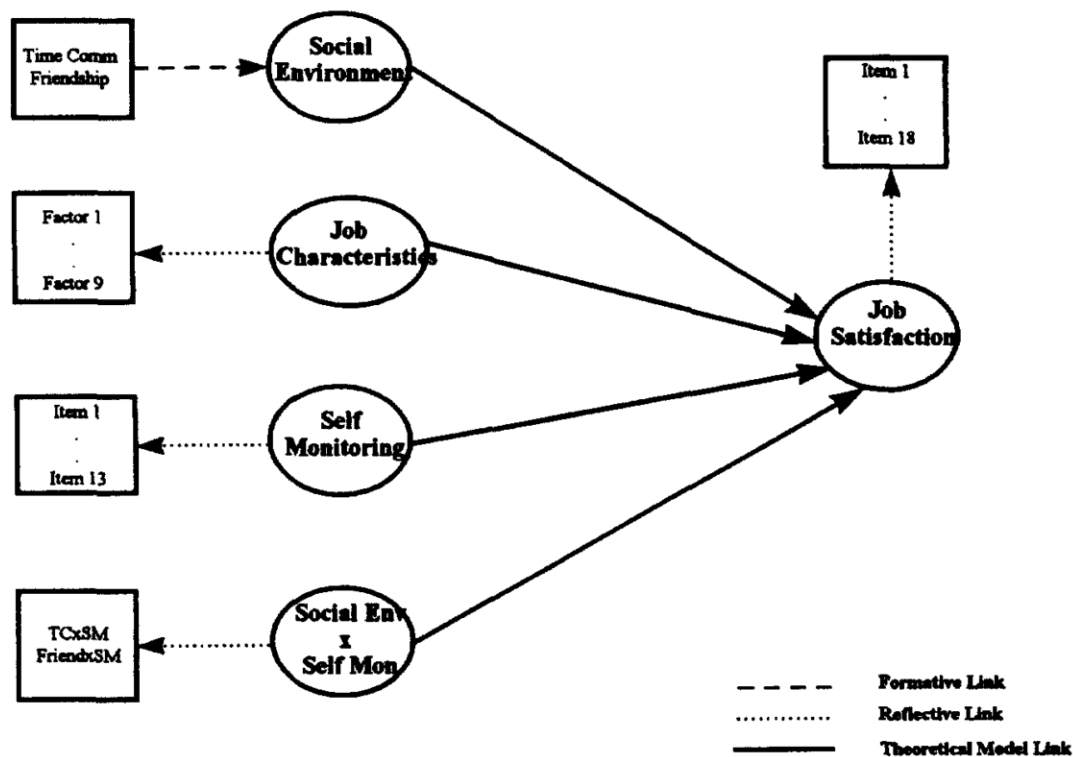 Time Comm
Friendship
Social
Environment
Item 1
.
.
Item 18
Factor 1
.
.
Factor 9
Job
Characteristics
Job
Satisfaction
Item 1
.
.
Item 13
Self
Monitoring
TCxSM
FriendxSM
Social Env
x
Self Mon
Formative Link
Reflective Link
Theoretical Model Link